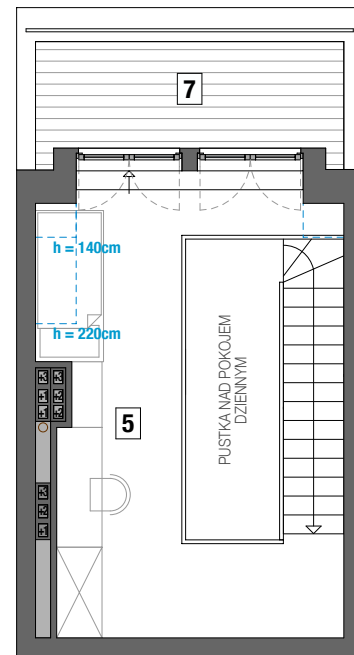 7
h = 140cm
h = 220cm
5
PUSTKA NAD POKOJEM
DZIENNYM